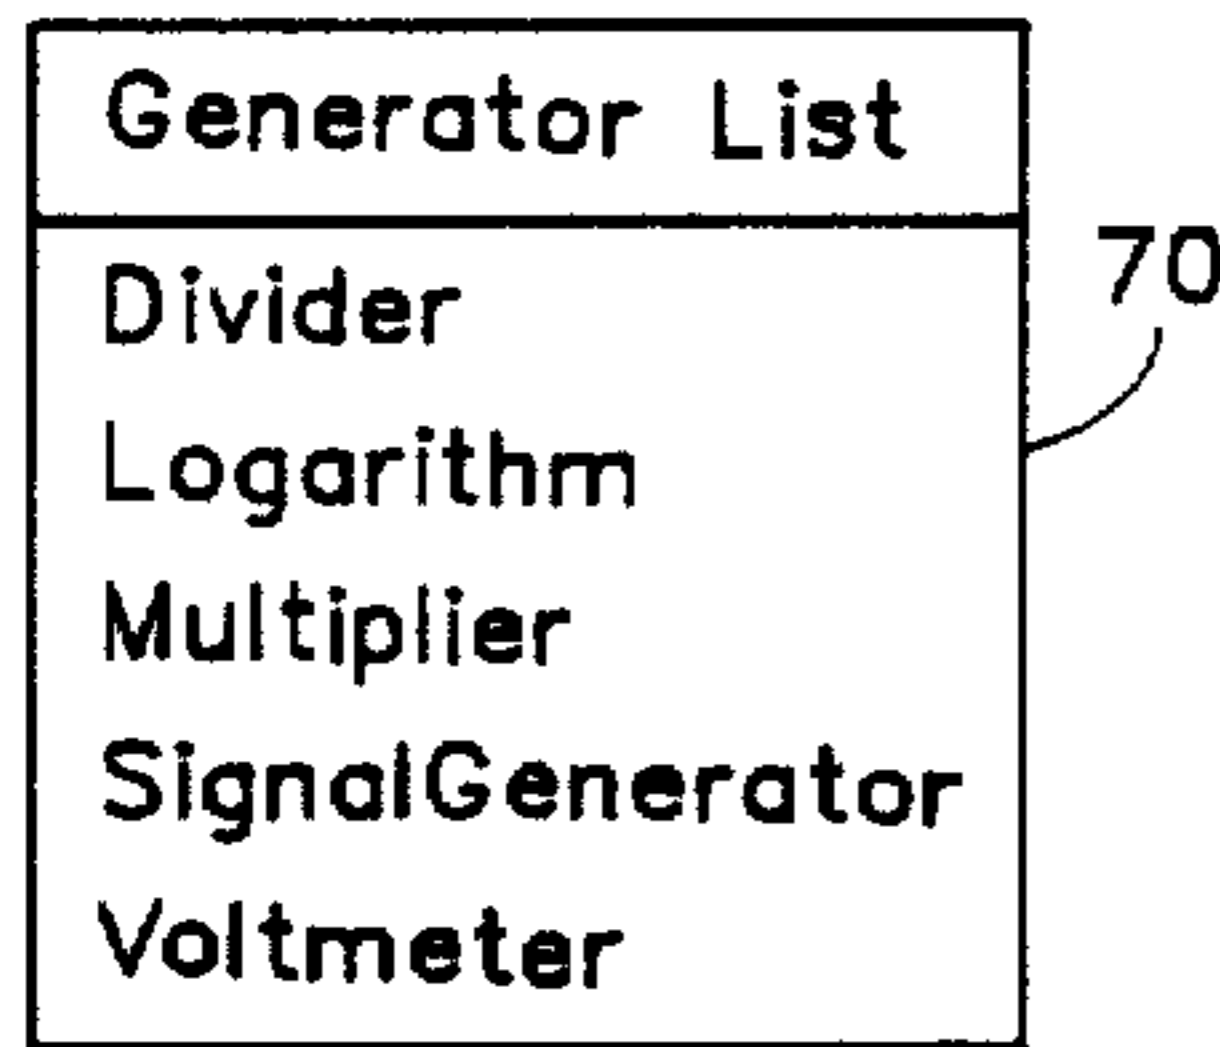 Generator List
70
Divider
Logarithm
Multiplier
SignalGenerator
Voltmeter